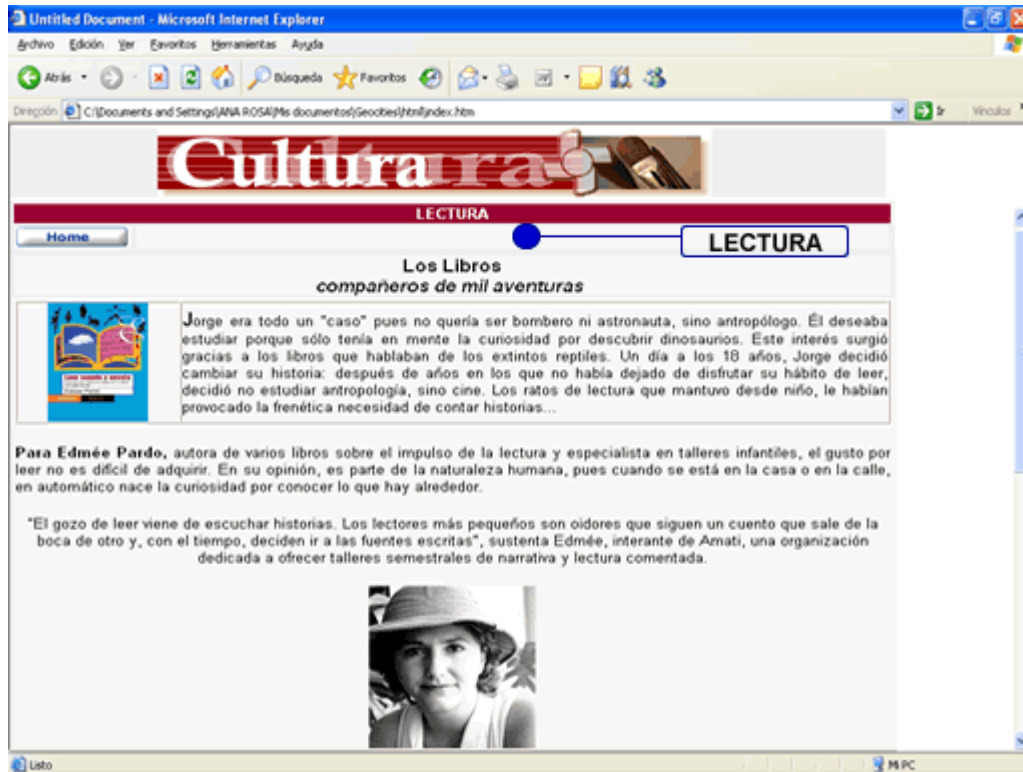 Untitled Document - Microsoft Internet Explorer
Archivo Edición Ver Favoritos Herramientas Ayuda
Atrás Búsqueda Favoritos
Dirección C:\Documents and Settings\ANA ROSA\Mis documentos\Geocities\html\index.htm Ir Vínculos
Cultura
LECTURA
Home
LECTURA
Los Libros
compañeros de mil aventuras
Jorge era todo un "caso" pues no quería ser bombero ni astronauta, sino antropólogo. Él deseaba
estudiar porque sólo tenía en mente la curiosidad por descubrir dinosaurios. Este interés surgió
gracias a los libros que hablaban de los extintos reptiles. Un día a los 18 años, Jorge decidió
cambiar su historia: después de años en los que no había dejado de disfrutar su hábito de leer,
decidió no estudiar antropología, sino cine. Los ratos de lectura que mantuvo desde niño, le habían
provocado la frenética necesidad de contar historias...
Para Edmée Pardo, autora de varios libros sobre el impulso de la lectura y especialista en talleres infantiles, el gusto por
leer no es difícil de adquirir. En su opinión, es parte de la naturaleza humana, pues cuando se está en la casa o en la calle,
en automático nace la curiosidad por conocer lo que hay alrededor.
"El gozo de leer viene de escuchar historias. Los lectores más pequeños son oidores que siguen un cuento que sale de la
boca de otro y, con el tiempo, deciden ir a las fuentes escritas", sustenta Edmée, interante de Amati, una organización
dedicada a ofrecer talleres semestrales de narrativa y lectura comentada.
Listo Mi PC